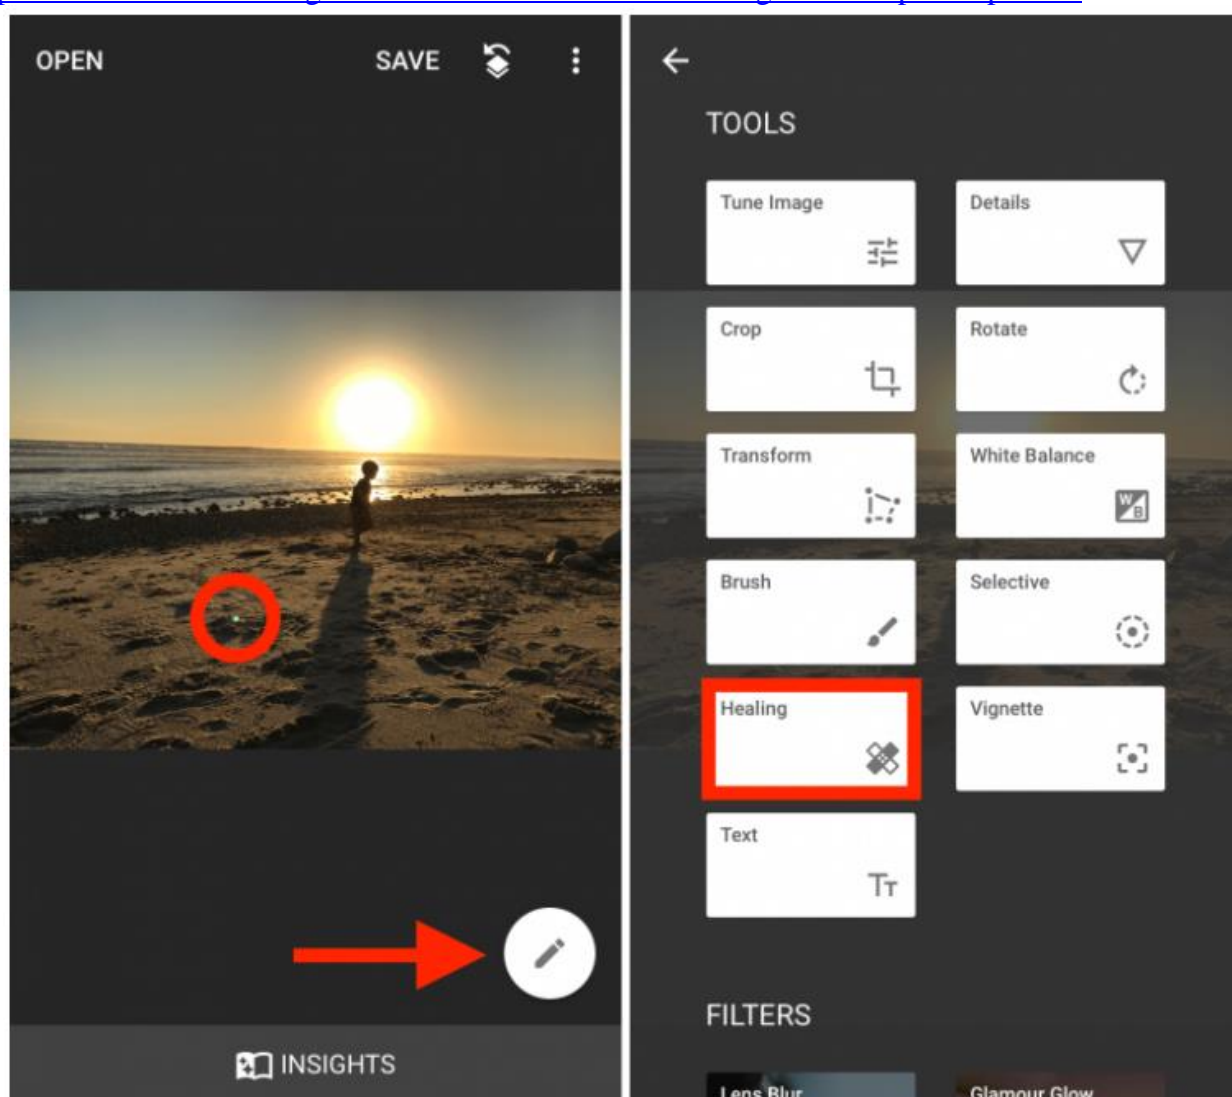 OPEN
SAVE
INSIGHTS
TOOLS
Tune Image
Details
Crop
Rotate
Transform
White Balance
W
B
Brush
Selective
Healing
Vignette
Text
TT
FILTERS
Lens Blur
Glamour Glow